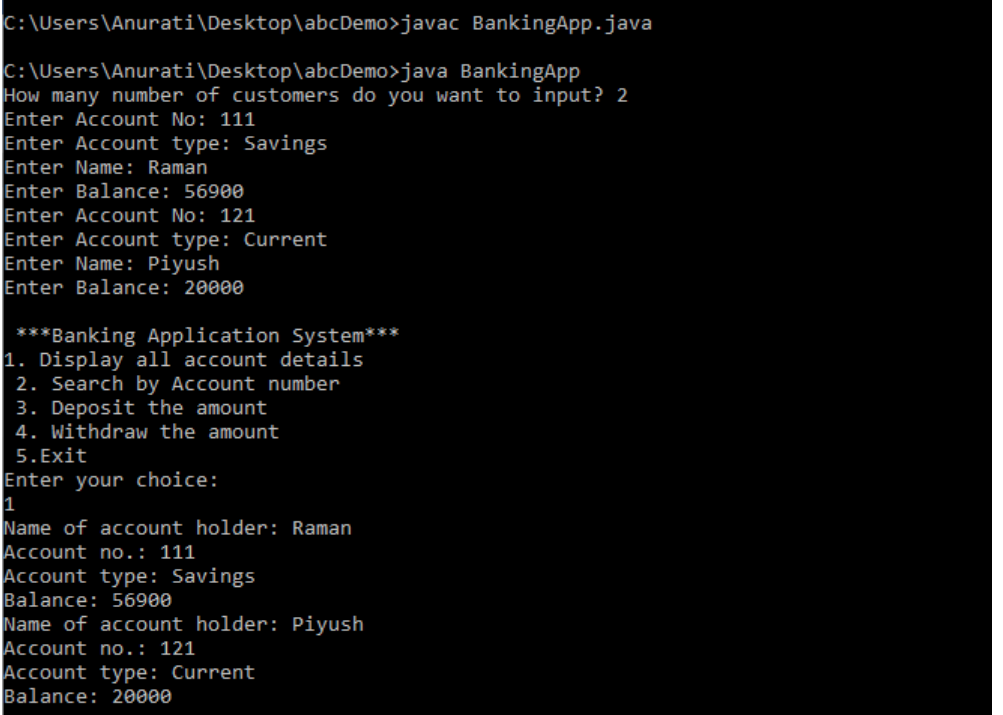 C:\Users\Anurati\Desktop\abcDemo>javac BankingApp.java
C:\Users\Anurati\Desktop\abcDemo>java BankingApp
How many number of customers do you want to input? 2
Enter Account No: 111
Enter Account type: Savings
Enter Name: Raman
Enter Balance: 56900
Enter Account No: 121
Enter Account type: Current
Enter Name: Piyush
Enter Balance: 20000
***Banking Application System***
1. Display all account details
2. Search by Account number
3. Deposit the amount
4. Withdraw the amount
5.Exit
Enter your choice:
1
Name of account holder: Raman
Account no.: 111
Account type: Savings
Balance: 56900
Name of account holder: Piyush
Account no.: 121
Account type: Current
Balance: 20000